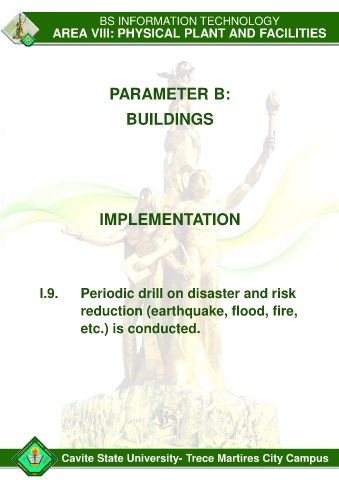 BS INFORMATION TECHNOLOGY
AREA VIII: PHYSICAL PLANT AND FACILITIES
PARAMETER B:
BUILDINGS
IMPLEMENTATION
I.9. Periodic drill on disaster and risk
reduction (earthquake, flood, fire,
etc.) is conducted.
Cavite State University- Trece Martires City Campus